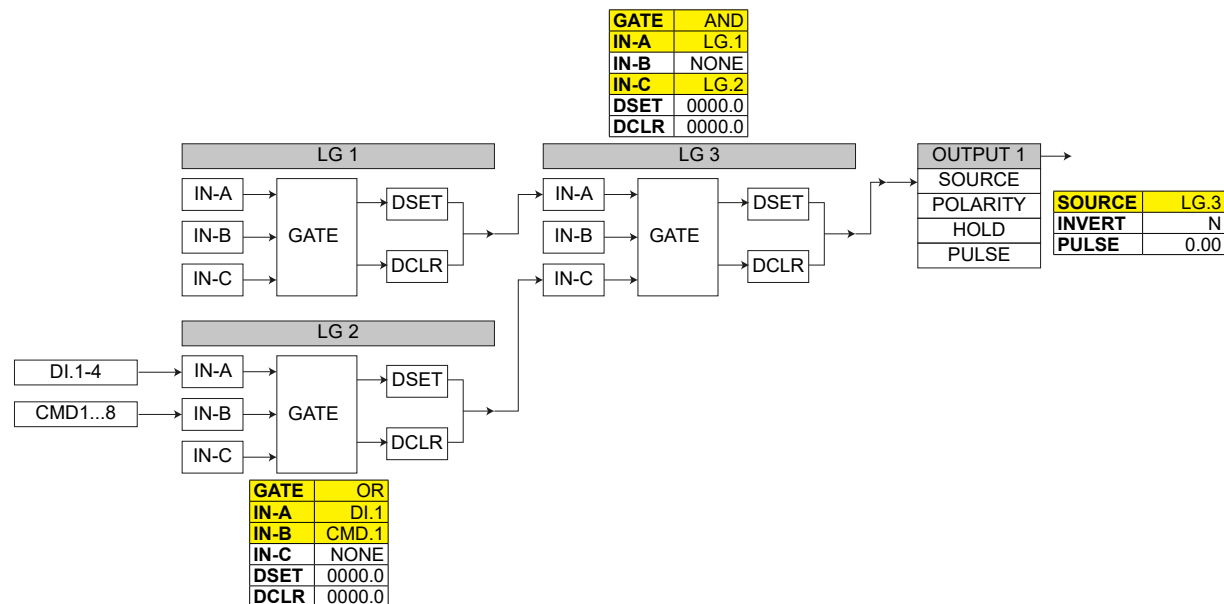 GATE AND
IN-A LG.1
IN-B NONE
IN-C LG.2
DSET 0000.0
DCLR 0000.0
LG 1
IN-A
IN-B
IN-C
GATE
DSET
DCLR
LG 3
IN-A
IN-B
IN-C
GATE
DSET
DCLR
OUTPUT 1
SOURCE
POLARITY
HOLD
PULSE
SOURCE LG.3
INVERT N
PULSE 0.00
LG 2
DI.1-4
CMD1...8
IN-A
IN-B
IN-C
GATE
DSET
DCLR
GATE OR
IN-A DI.1
IN-B CMD.1
IN-C NONE
DSET 0000.0
DCLR 0000.0